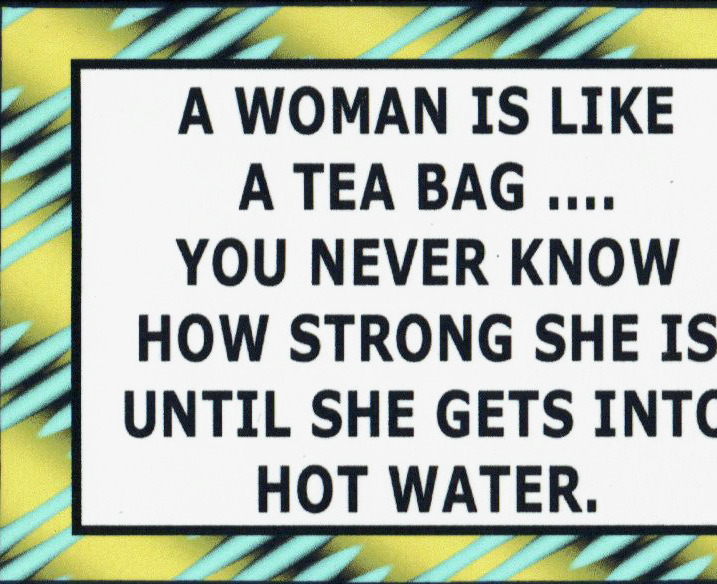 A WOMAN IS LIKE
A TEA BAG ....
YOU NEVER KNOW
HOW STRONG SHE IS
UNTIL SHE GETS INTO
HOT WATER.